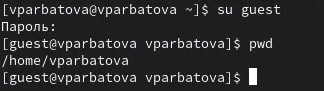 [vparbatova@vparbatova ~]$ su guest
Пароль:
[guest@vparbatova vparbatova]$ pwd
/home/vparbatova
[guest@vparbatova vparbatova]$